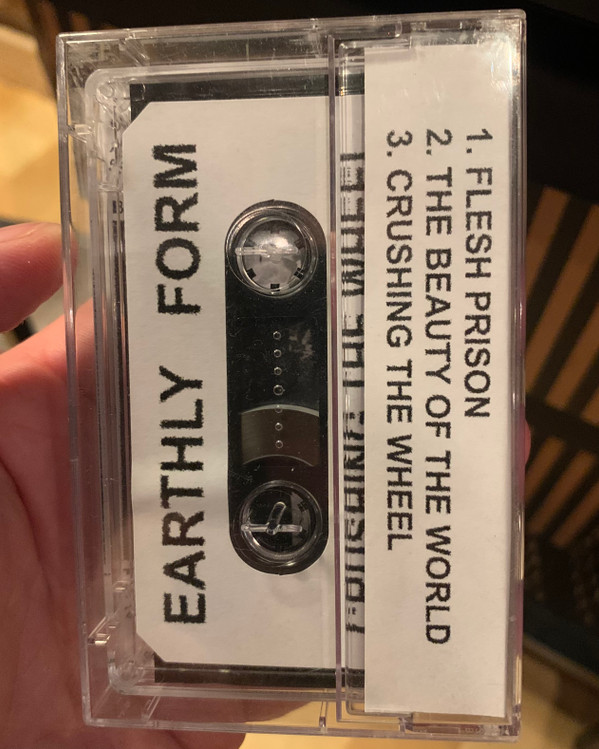 EARTHLY FORM
1. FLESH PRISON
2. THE BEAUTY OF THE WORLD
3. CRUSHING THE WHEEL